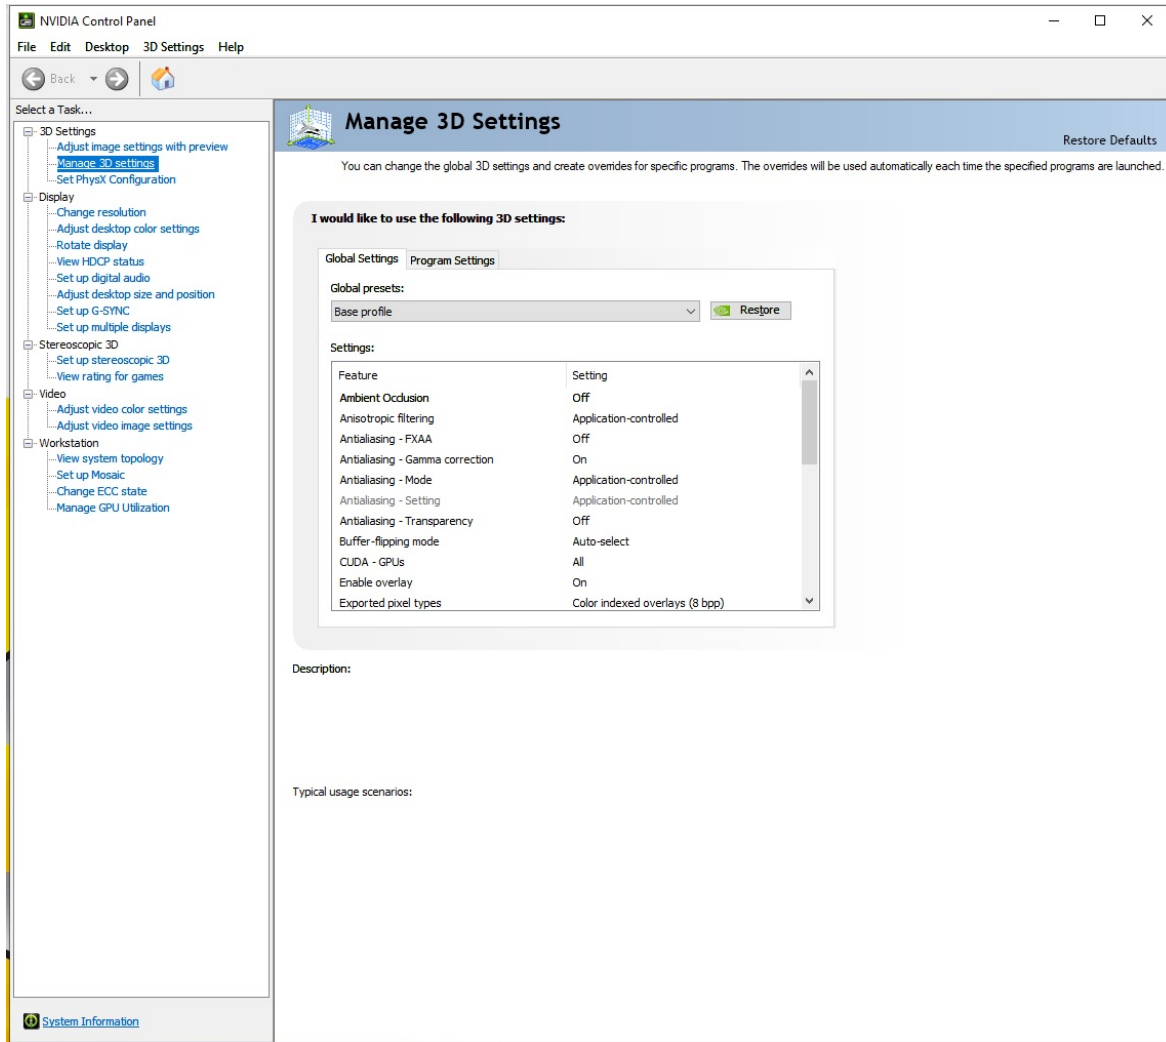 NVIDIA Control Panel
File Edit Desktop 3D Settings Help
Back
Select a Task...
3D Settings
Adjust image settings with preview
Manage 3D settings
Set PhysX Configuration
Display
Change resolution
Adjust desktop color settings
Rotate display
View HDCP status
Set up digital audio
Adjust desktop size and position
Set up G-SYNC
Set up multiple displays
Stereoscopic 3D
Set up stereoscopic 3D
View rating for games
Video
Adjust video color settings
Adjust video image settings
Workstation
View system topology
Set up Mosaic
Change ECC state
Manage GPU Utilization
System Information
Manage 3D Settings
Restore Defaults
You can change the global 3D settings and create overrides for specific programs. The overrides will be used automatically each time the specified programs are launched.
I would like to use the following 3D settings:
Global Settings Program Settings
Global presets:
Base profile Restore
Settings:
Feature Setting
Ambient Occlusion Off
Anisotropic filtering Application-controlled
Antialiasing - FXAA Off
Antialiasing - Gamma correction On
Antialiasing - Mode Application-controlled
Antialiasing - Setting Application-controlled
Antialiasing - Transparency Off
Buffer-flipping mode Auto-select
CUDA - GPUs All
Enable overlay On
Exported pixel types Color indexed overlays (8 bpp)
Description:
Typical usage scenarios: